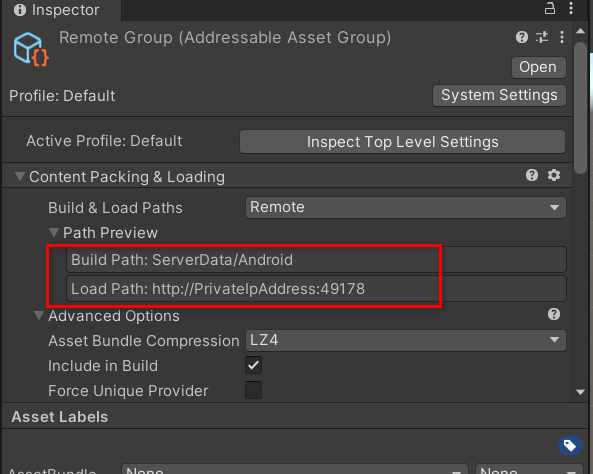 Inspector
Remote Group (Addressable Asset Group)
Open
Profile: Default
System Settings
Active Profile: Default
Inspect Top Level Settings
Content Packing & Loading
Build & Load Paths
Remote
Path Preview
Build Path: ServerData/Android
Load Path: http://PrivateIpAddress:49178
Advanced Options
Asset Bundle Compression
LZ4
Include in Build
Force Unique Provider
Asset Labels
AssetBundle
None
None